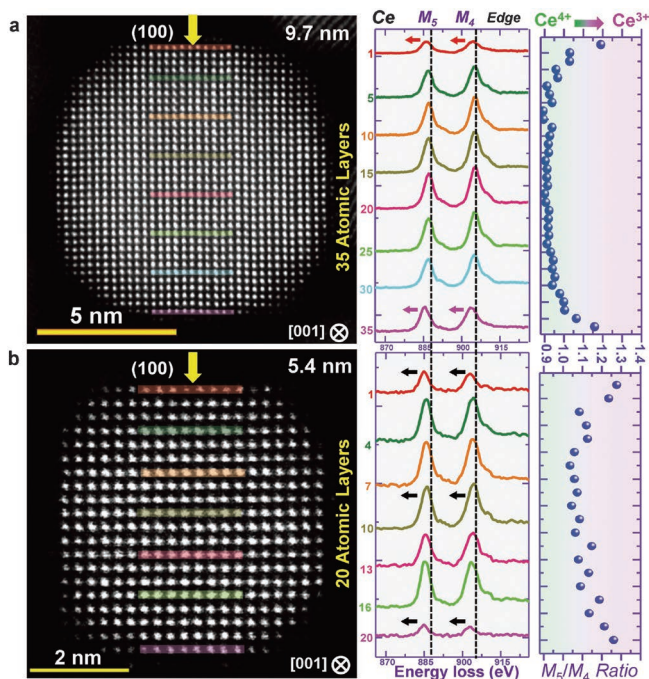 a
(100)
9.7 nm
35 Atomic Layers
5 nm
[001]
Ce M5 M4 Edge
1
5
10
15
20
25
30
35
870 885 900 915
Ce4+ Ce3+
0.9 1.0 1.1 1.2 1.3 1.4
b
(100)
5.4 nm
20 Atomic Layers
2 nm
[001]
1
4
7
10
13
16
20
870 885 900 915
Energy loss (eV)
M5/M4 Ratio